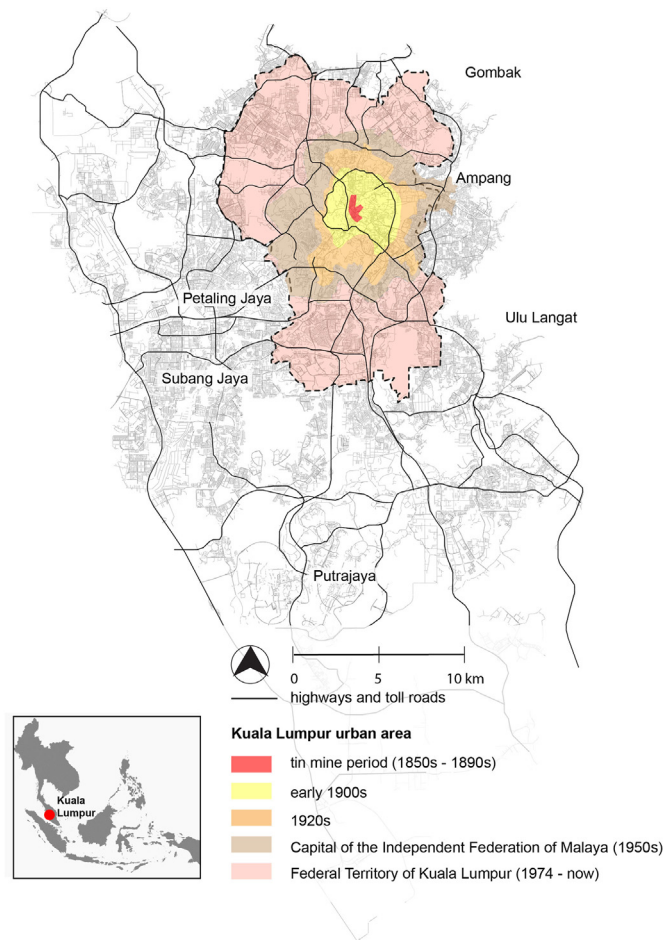 Gombak
Ampang
Petaling Jaya
Ulu Langat
Subang Jaya
Putrajaya
0 5 10 km
highways and toll roads
Kuala Lumpur urban area
tin mine period (1850s - 1890s)
early 1900s
1920s
Capital of the Independent Federation of Malaya (1950s)
Federal Territory of Kuala Lumpur (1974 - now)
Kuala
Lumpur